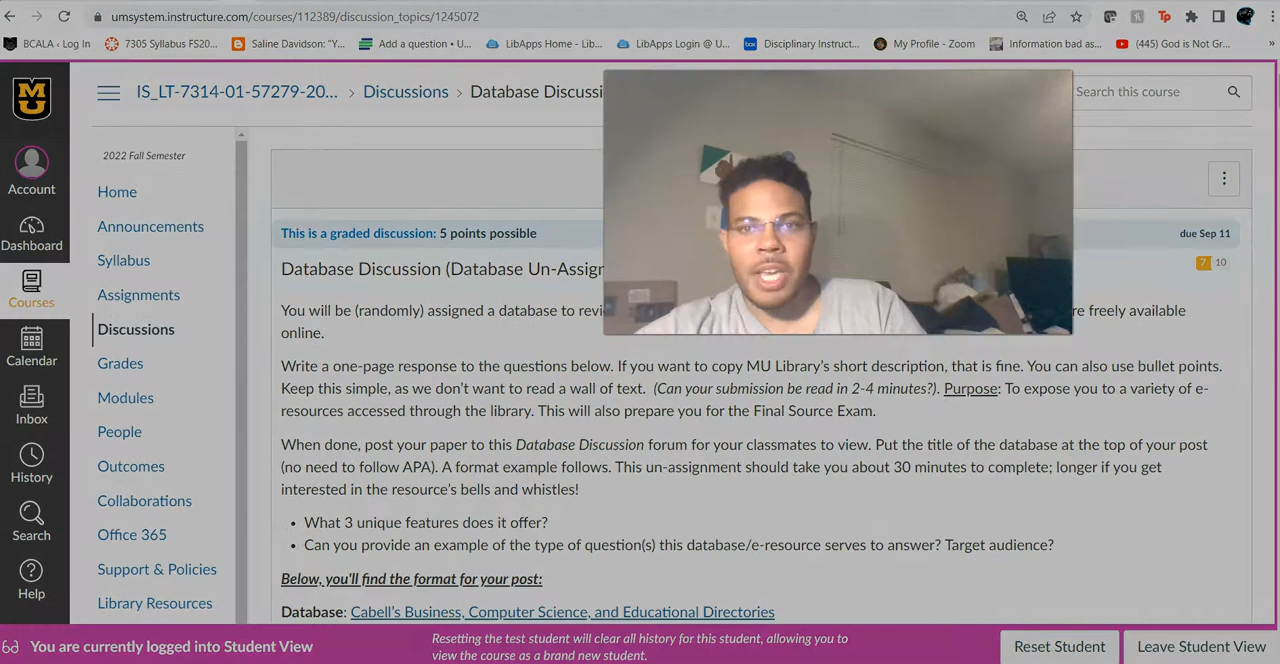 umsystem.instructure.com/courses/112389/discussion_topics/1245072
BCALA ‹ Log In
7305 Syllabus FS20...
Saline Davidson: "Y...
Add a question • U...
LibApps Home - Lib...
LibApps Login @ U...
box
Disciplinary Instruct...
My Profile - Zoom
Information bad as...
(445) God is Not Gr...
»
MU
IS_LT-7314-01-57279-20... › Discussions › Database Discussi
Search this course
Account
Dashboard
Courses
Calendar
Inbox
History
Search
Help
2022 Fall Semester
Home
Announcements
Syllabus
Assignments
Discussions
Grades
Modules
People
Outcomes
Collaborations
Office 365
Support & Policies
Library Resources
This is a graded discussion: 5 points possible
due Sep 11
Database Discussion (Database Un-Assign
7 10
You will be (randomly) assigned a database to revi
re freely available
online.
Write a one-page response to the questions below. If you want to copy MU Library's short description, that is fine. You can also use bullet points.
Keep this simple, as we don't want to read a wall of text. (Can your submission be read in 2-4 minutes?). Purpose: To expose you to a variety of e-
resources accessed through the library. This will also prepare you for the Final Source Exam.
When done, post your paper to this Database Discussion forum for your classmates to view. Put the title of the database at the top of your post
(no need to follow APA). A format example follows. This un-assignment should take you about 30 minutes to complete; longer if you get
interested in the resource's bells and whistles!
• What 3 unique features does it offer?
• Can you provide an example of the type of question(s) this database/e-resource serves to answer? Target audience?
Below, you'll find the format for your post:
Database: Cabell's Business, Computer Science, and Educational Directories
You are currently logged into Student View
Resetting the test student will clear all history for this student, allowing you to
view the course as a brand new student.
Reset Student
Leave Student View